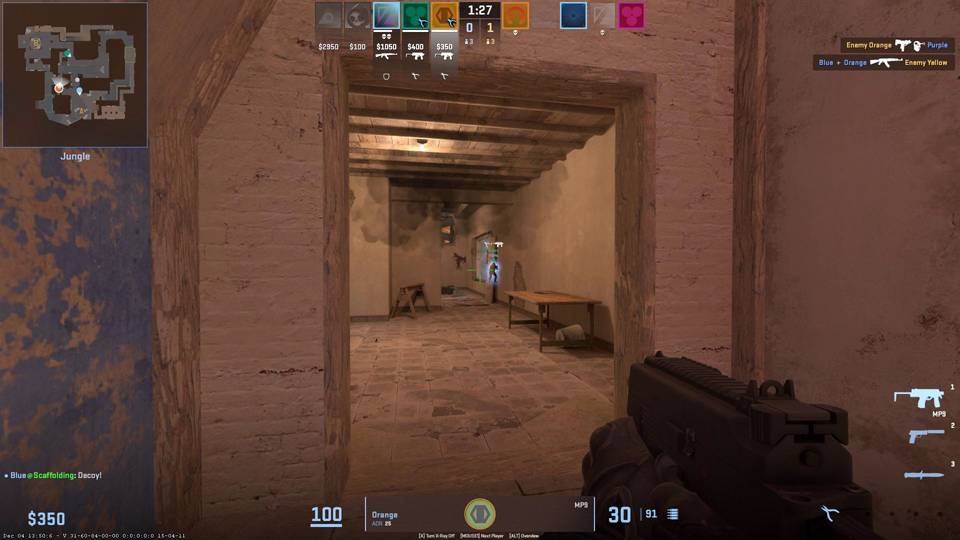 1:27
0 1
3 3
$2950 $100 $1050 $400 $350
Enemy Orange Purple
Blue + Orange Enemy Yellow
Jungle
1
MP9
2
3
Blue @Scaffolding: Decoy!
$350
100
Orange
ADR 25
MP9
30 | 91
[X] Turn X-Ray Off [MOUSE1] Next Player [ALT] Overview